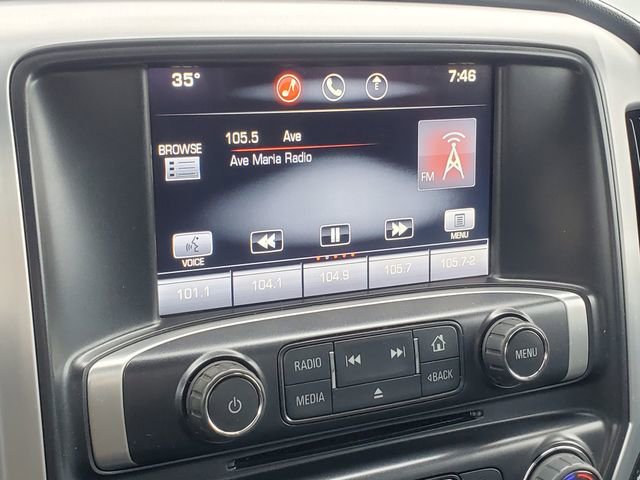 35° 7:46
E
105.5 Ave
BROWSE
Ave Maria Radio
FM
VOICE
MENU
101.1 104.1 104.9 105.7 105.7-2
RADIO
MENU
MEDIA
BACK